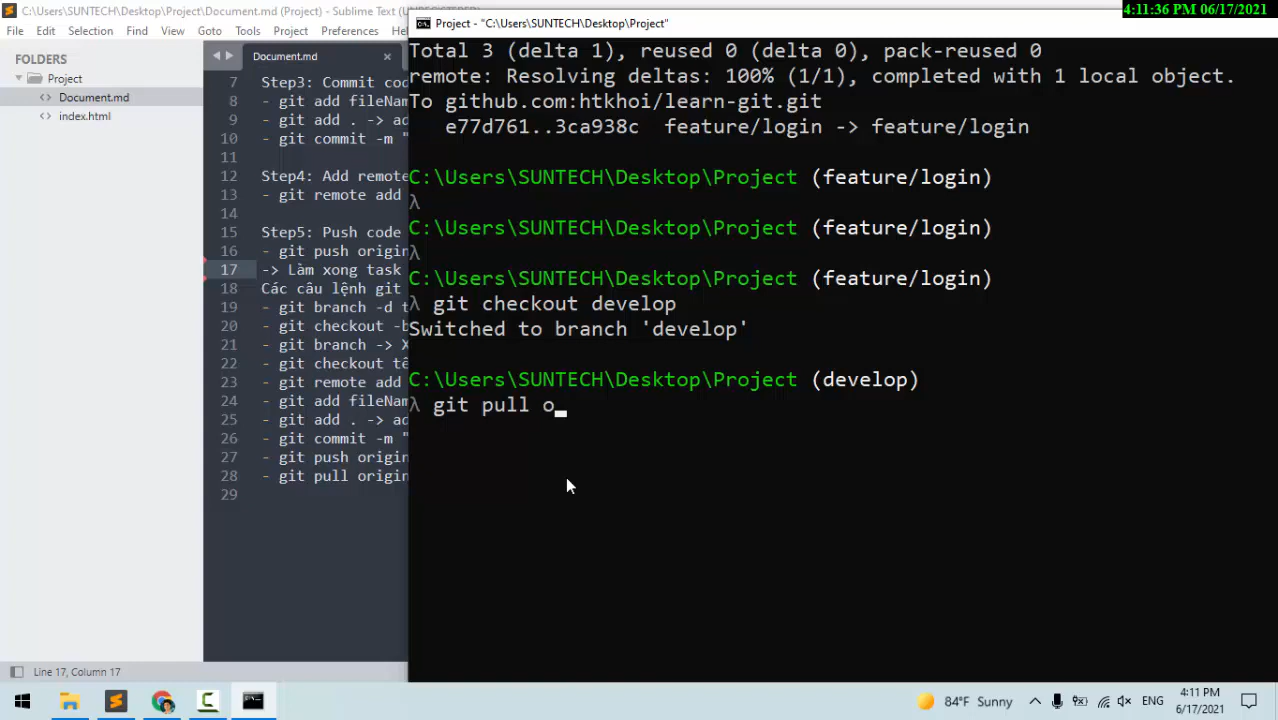 C:\Users\SUNTECH\Desktop\Project\Document.md (Project) - Sublime Text (UNREGISTERED)
4:11:36 PM 06/17/2021
File Edit Selection Find View Goto Tools Project Preferences He
Project - "C:\Users\SUNTECH\Desktop\Project"
FOLDERS
Project
Document.md
index.html
Document.md
7 Step3: Commit cod
8 - git add fileNam
9 - git add . -> ad
10 - git commit -m "
11
12 Step4: Add remote
13 - git remote add
14
15 Step5: Push code
16 - git push origin
17 -> Làm xong task
18 Các câu lệnh git
19 - git branch -d t
20 - git checkout -b
21 - git branch -> X
22 - git checkout tê
23 - git remote add
24 - git add fileNam
25 - git add . -> ad
26 - git commit -m "
27 - git push origin
28 - git pull origin
29
Total 3 (delta 1), reused 0 (delta 0), pack-reused 0
remote: Resolving deltas: 100% (1/1), completed with 1 local object.
To github.com:htkhoi/learn-git.git
e77d761..3ca938c feature/login -> feature/login
C:\Users\SUNTECH\Desktop\Project (feature/login)
λ
C:\Users\SUNTECH\Desktop\Project (feature/login)
λ
C:\Users\SUNTECH\Desktop\Project (feature/login)
λ git checkout develop
Switched to branch 'develop'
C:\Users\SUNTECH\Desktop\Project (develop)
λ git pull o
Line 17, Column 17
84°F Sunny
ENG
4:11 PM
6/17/2021